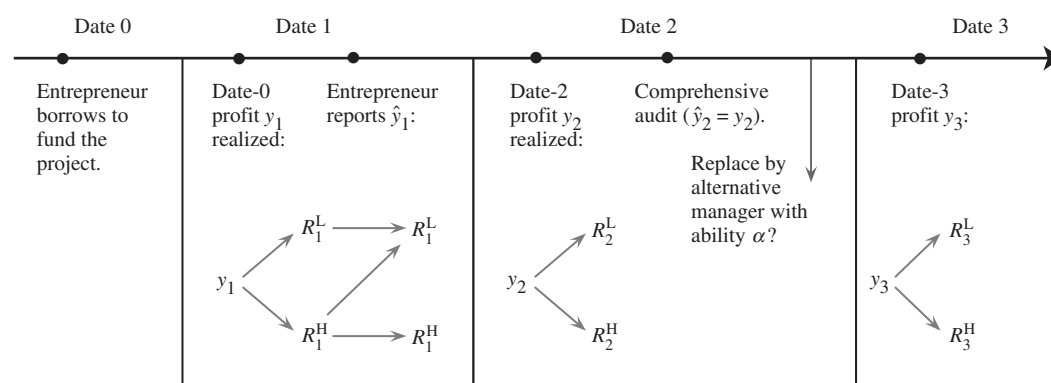 Date 0
Date 1
Date 2
Date 3
Entrepreneur
borrows to
fund the
project.
Date-0
profit y₁
realized:
Entrepreneur
reports ŷ₁:
Date-2
profit y₂
realized:
Comprehensive
audit (ŷ₂ = y₂).
Replace by
alternative
manager with
ability α?
Date-3
profit y₃:
y₁
R₁ᴸ
R₁ᴴ
R₁ᴸ
R₁ᴴ
y₂
R₂ᴸ
R₂ᴴ
y₃
R₃ᴸ
R₃ᴴ